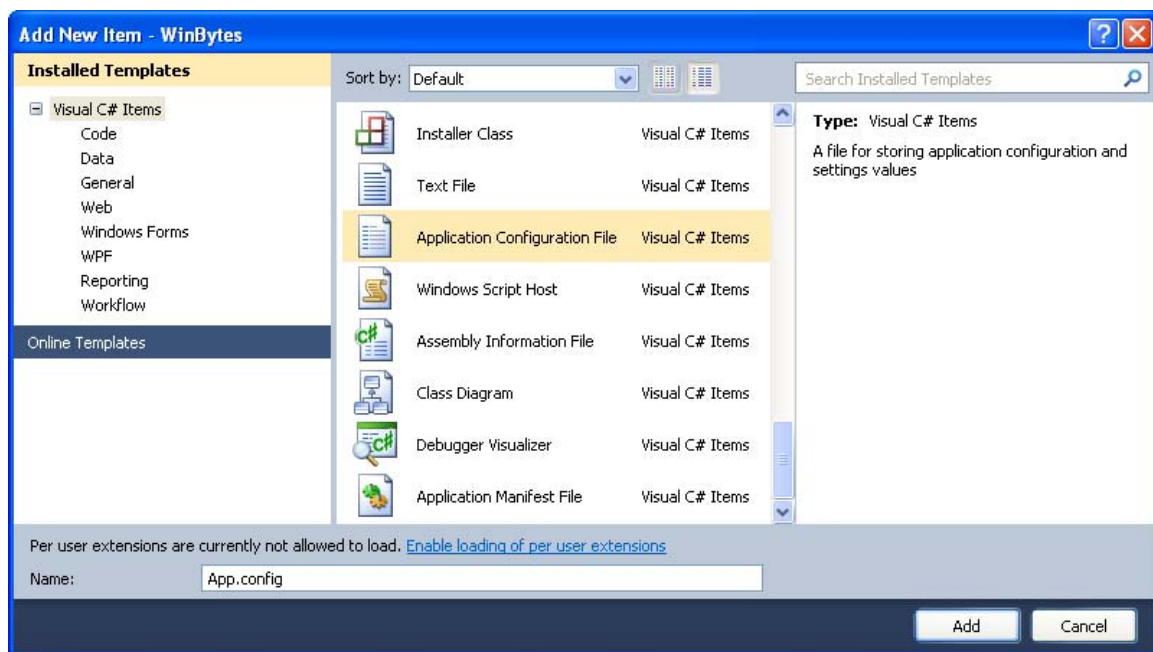 Add New Item - WinBytes
Installed Templates
Visual C# Items
Code
Data
General
Web
Windows Forms
WPF
Reporting
Workflow
Online Templates
Sort by: Default
Installer Class Visual C# Items
Text File Visual C# Items
Application Configuration File Visual C# Items
Windows Script Host Visual C# Items
Assembly Information File Visual C# Items
Class Diagram Visual C# Items
Debugger Visualizer Visual C# Items
Application Manifest File Visual C# Items
Search Installed Templates
Type: Visual C# Items
A file for storing application configuration and
settings values
Per user extensions are currently not allowed to load. Enable loading of per user extensions
Name: App.config
Add Cancel